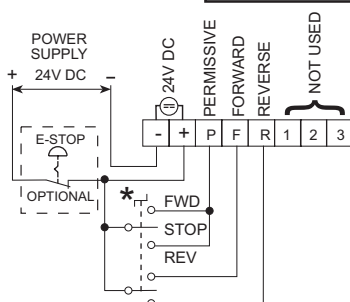 POWER
SUPPLY
+ 24V DC -
24V DC
PERMISSIVE
FORWARD
REVERSE
NOT USED
- + P F R 1 2 3
E-STOP
OPTIONAL
*
FWD
STOP
REV